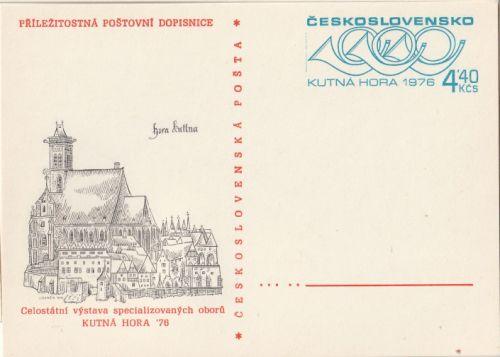 PŘÍLEŽITOSTNÁ POŠTOVNÍ DOPISNICE
hora kuttna
Celostátní výstava specializovaných oborů
KUTNÁ HORA '76
* ČESKOSLOVENSKÁ POŠTA *
ČESKOSLOVENSKO
KUTNÁ HORA 1976
4'40
KČS